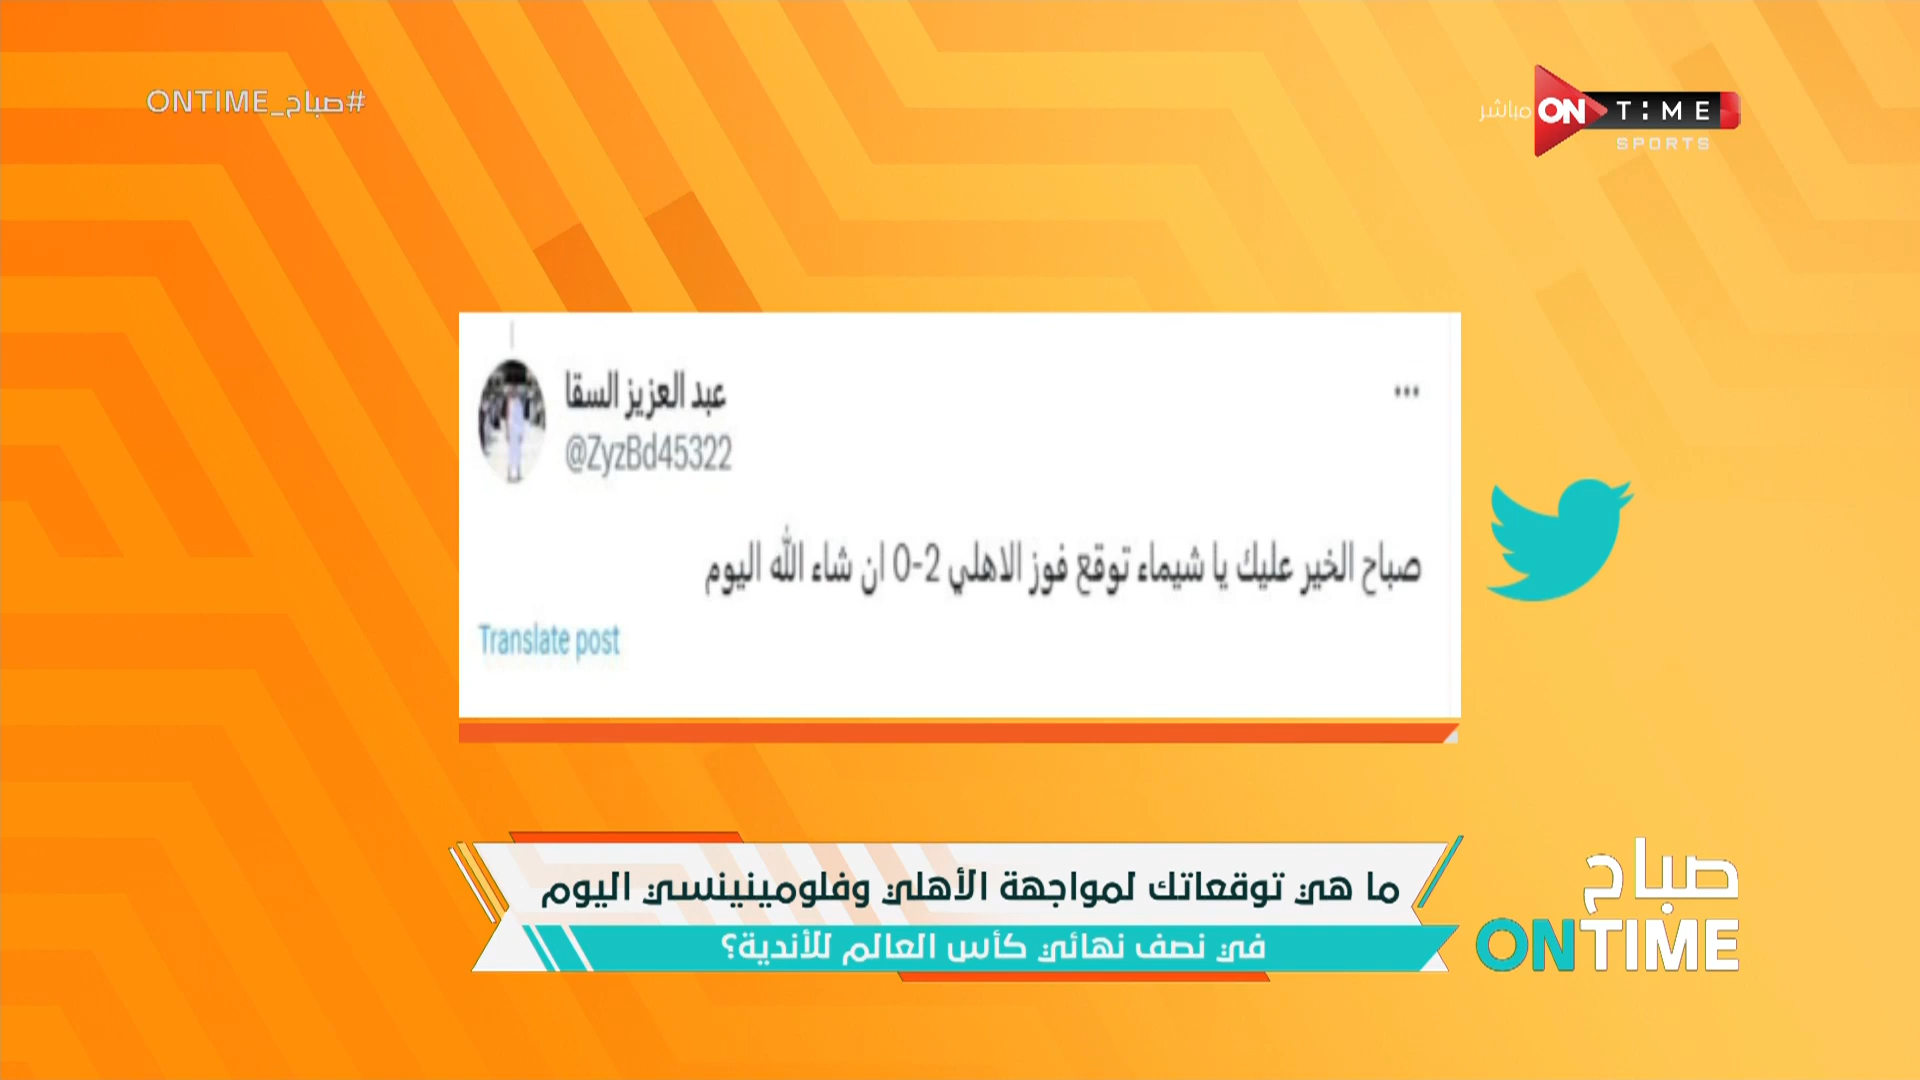 #صباح_ONTIME
مباشر ON TIME
SPORTS
عبد العزيز السقا
@ZyzBd45322
صباح الخير عليك يا شيماء توقع فوز الاهلي 2-0 ان شاء الله اليوم
Translate post
ما هي توقعاتك لمواجهة الأهلي وفلومينينسي اليوم
في نصف نهائي كأس العالم للأندية؟
صباح
ONTIME